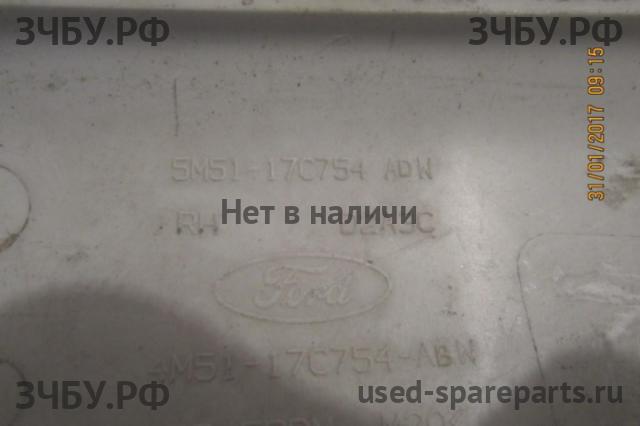 ЗЧБУ.РФ ЗЧБУ.РФ
31/01/2017 09:15
5M51-17C754 ADW
Нет в наличи
RH
Ford
4M51-17C754-ABW
ЗЧБУ.РФ used-spareparts.ru